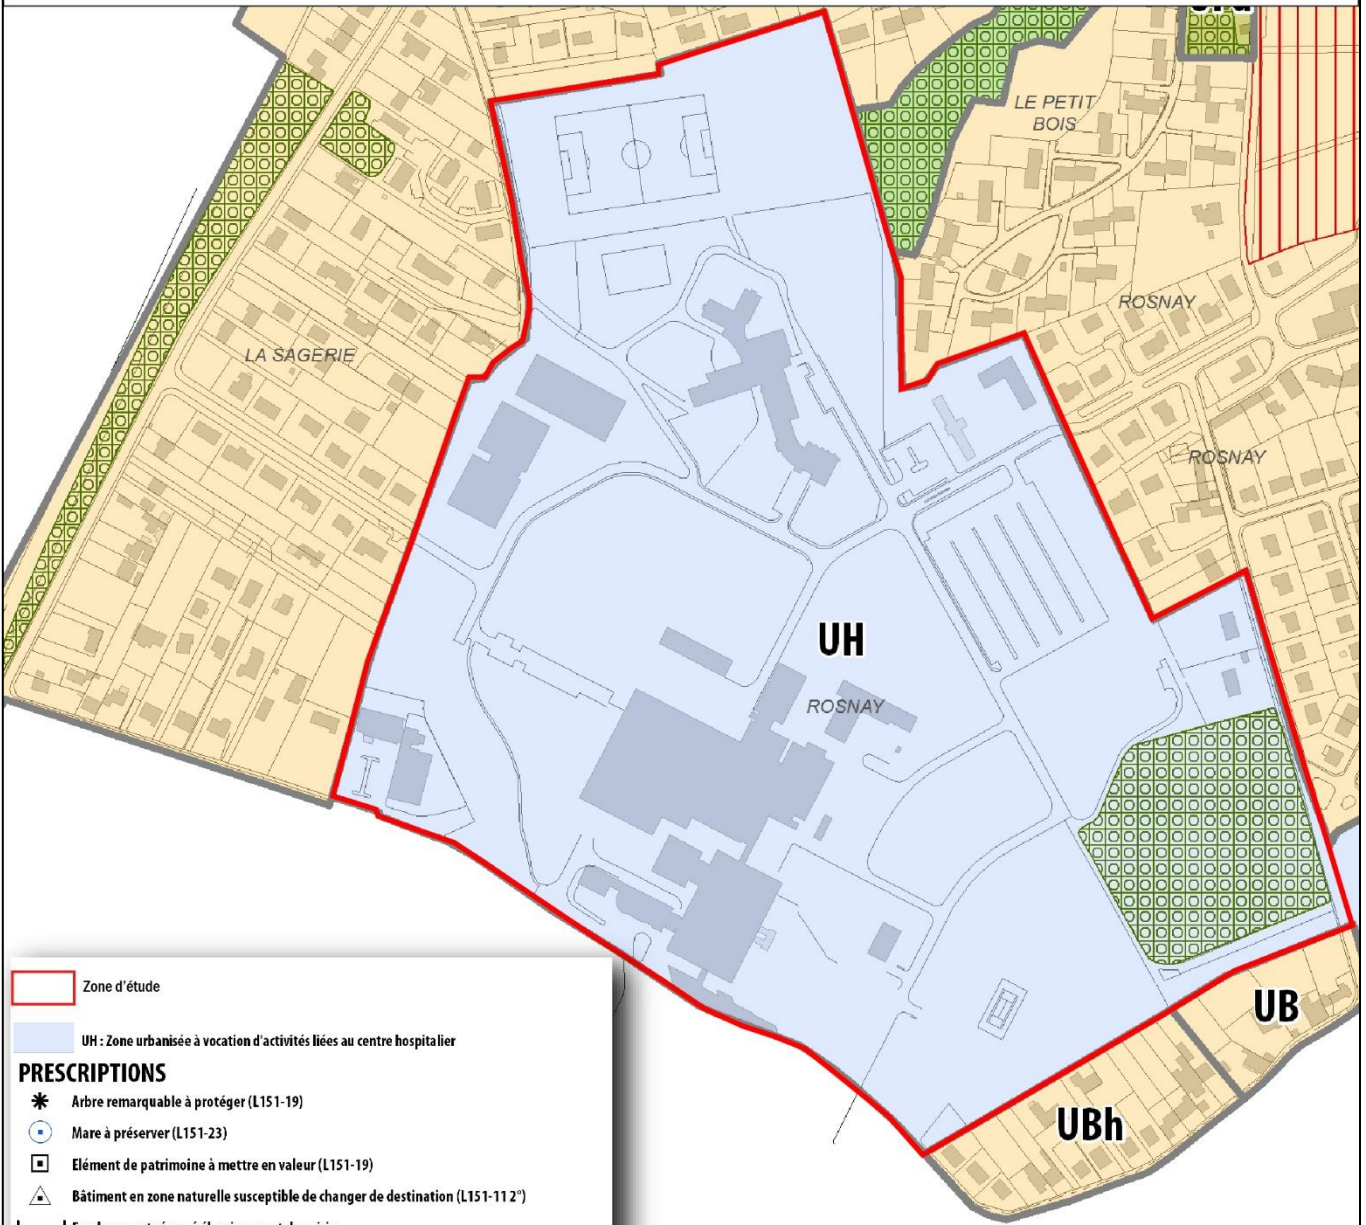 LE PETIT
BOIS
ROSNAY
LA SAGERIE
ROSNAY
UH
ROSNAY
UB
UBh
Zone d'étude
UH : Zone urbanisée à vocation d'activités liées au centre hospitalier
PRESCRIPTIONS
Arbre remarquable à protéger (L151-19)
Mare à préserver (L151-23)
Elément de patrimoine à mettre en valeur (L151-19)
Bâtiment en zone naturelle susceptible de changer de destination (L151-11 2°)